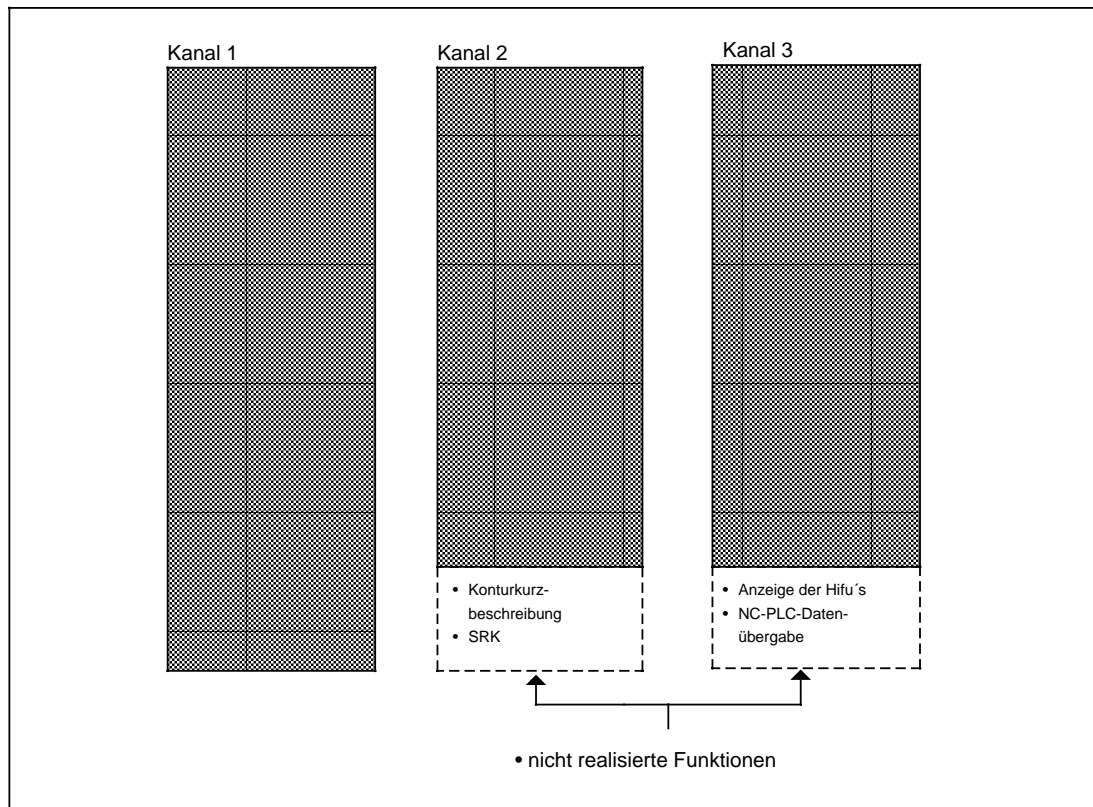 Kanal 1
Kanal 2
Kanal 3
• Konturkurz-
beschreibung
• SRK
• Anzeige der Hifu´s
• NC-PLC-Daten-
übergabe
• nicht realisierte Funktionen